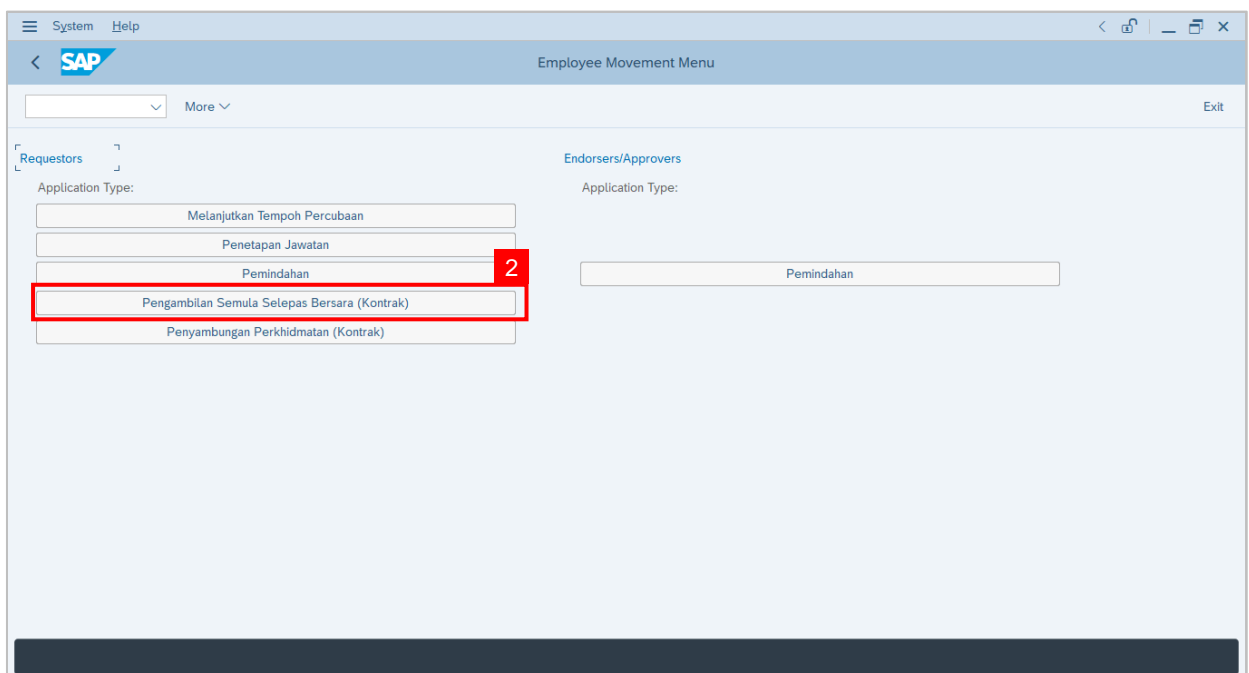 System Help
SAP
Employee Movement Menu
More
Exit
Requestors
Application Type:
Melanjutkan Tempoh Percubaan
Penetapan Jawatan
Pemindahan
2
Pengambilan Semula Selepas Bersara (Kontrak)
Penyambungan Perkhidmatan (Kontrak)
Endorsers/Approvers
Application Type:
Pemindahan